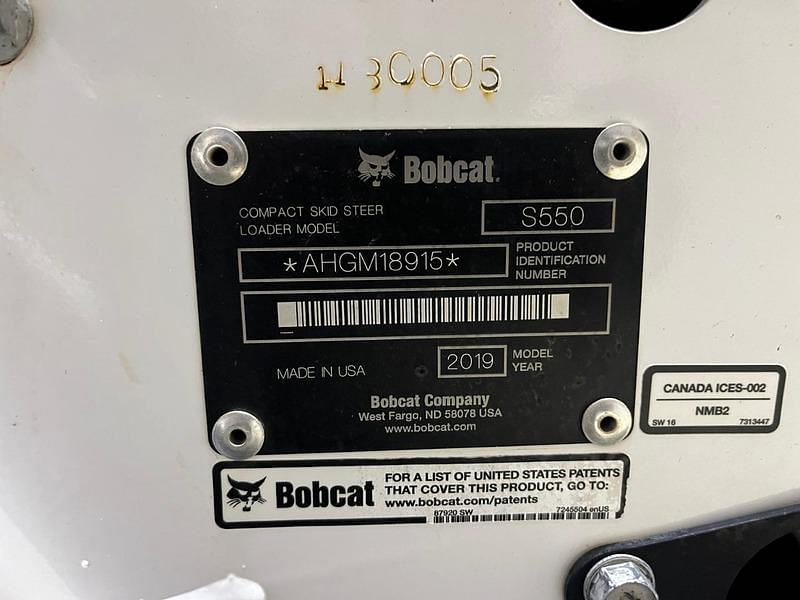 1130005
Bobcat
COMPACT SKID STEER
LOADER MODEL
S550
*AHGM18915*
PRODUCT
IDENTIFICATION
NUMBER
MADE IN USA
2019
MODEL
YEAR
Bobcat Company
West Fargo, ND 58078 USA
www.bobcat.com
CANADA ICES-002
NMB2
SW 16
7313447
Bobcat
FOR A LIST OF UNITED STATES PATENTS
THAT COVER THIS PRODUCT, GO TO:
www.bobcat.com/patents
87920 SW
7245504 enUS